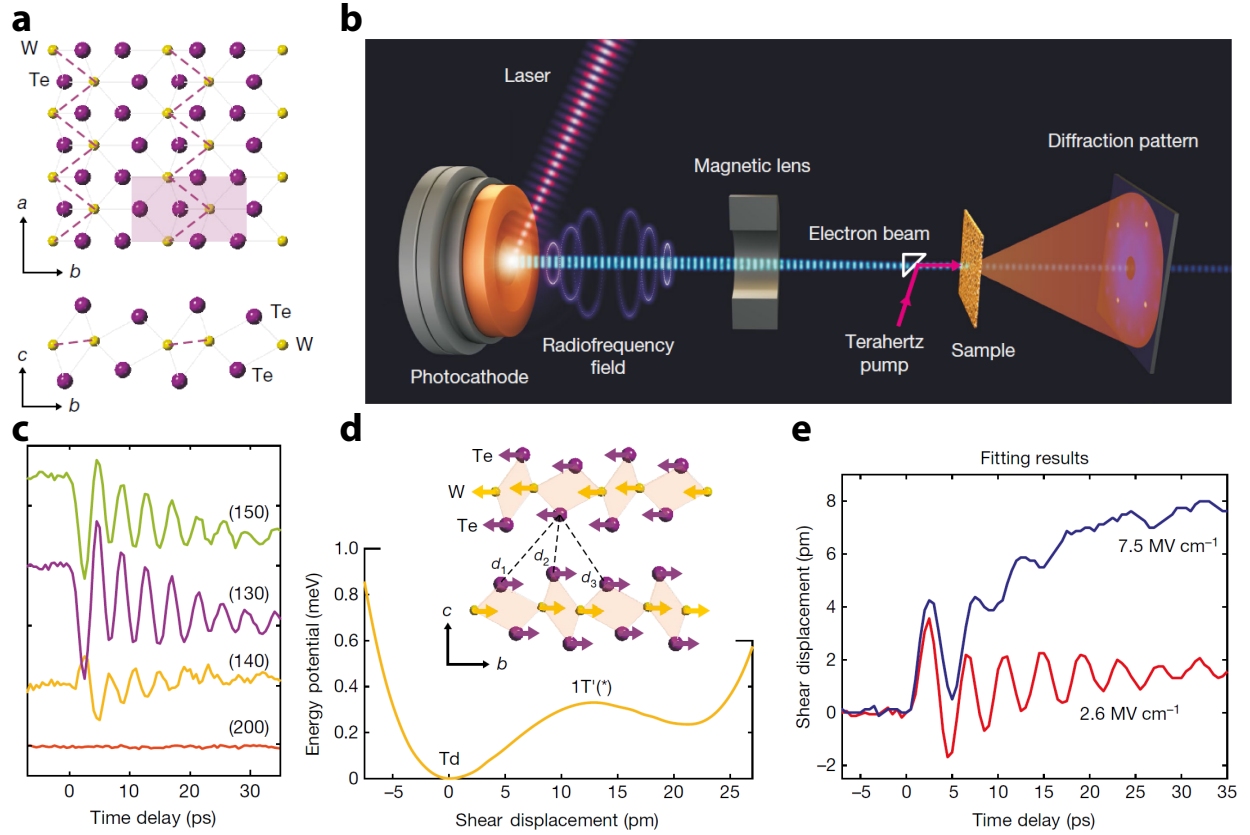 a
W
Te
a
b
Te
W
Te
c
b
b
Laser
Magnetic lens
Diffraction pattern
Electron beam
Radiofrequency
field
Terahertz
pump
Sample
Photocathode
c
(150)
(130)
(140)
(200)
0 10 20 30
Time delay (ps)
d
Te
W
Te
d1 d2 d3
c
b
1.0
0.8
0.6
0.4
0.2
0
Energy potential (meV)
1T'(*)
Td
−5 0 5 10 15 20 25
Shear displacement (pm)
e
Fitting results
8
6
4
2
0
−2
Shear displacement (pm)
7.5 MV cm⁻¹
2.6 MV cm⁻¹
−5 0 5 10 15 20 25 30 35
Time delay (ps)